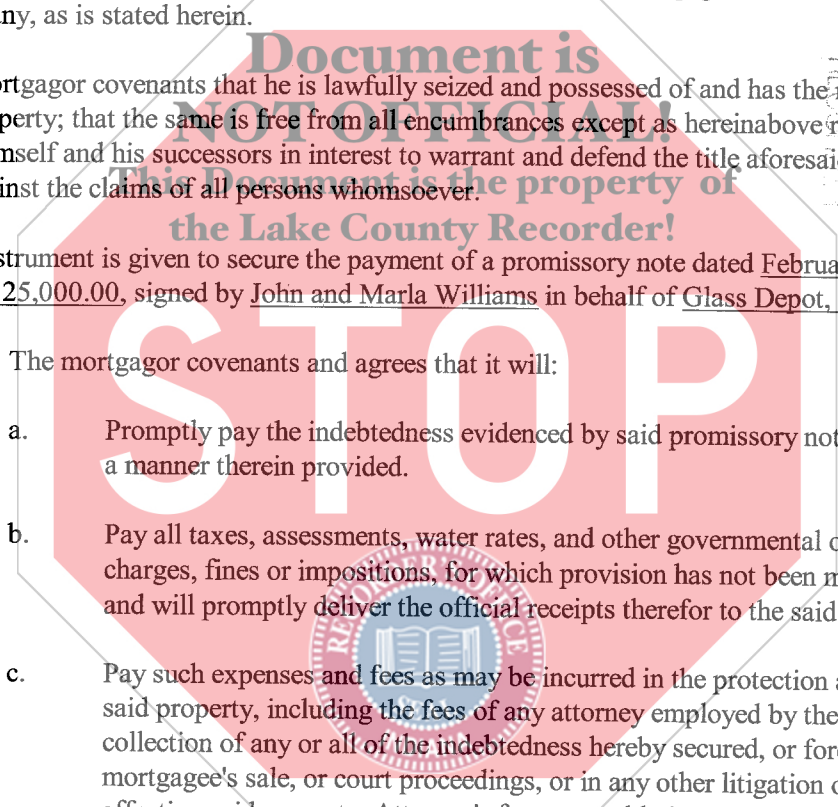 ny, as is stated herein.
Document is
rtgagor covenants that he is lawfully seized and possessed of and has the
NOT OFFICIAL!
perty; that the same is free from all encumbrances except as hereinabove
mself and his successors in interest to warrant and defend the title aforesai
This Document is the property of
inst the claims of all persons whomsoever.
the Lake County Recorder!
strument is given to secure the payment of a promissory note dated Februa
25,000.00, signed by John and Marla Williams in behalf of Glass Depot,
STOP
The mortgagor covenants and agrees that it will:
a. Promptly pay the indebtedness evidenced by said promissory not
a manner therein provided.
b. Pay all taxes, assessments, water rates, and other governmental
charges, fines or impositions, for which provision has not been m
and will promptly deliver the official receipts therefor to the said
RECORDER'S OFFICE
c. Pay such expenses and fees as may be incurred in the protection a
said property, including the fees of any attorney employed by the
collection of any or all of the indebtedness hereby secured, or for
mortgagee's sale, or court proceedings, or in any other litigation o